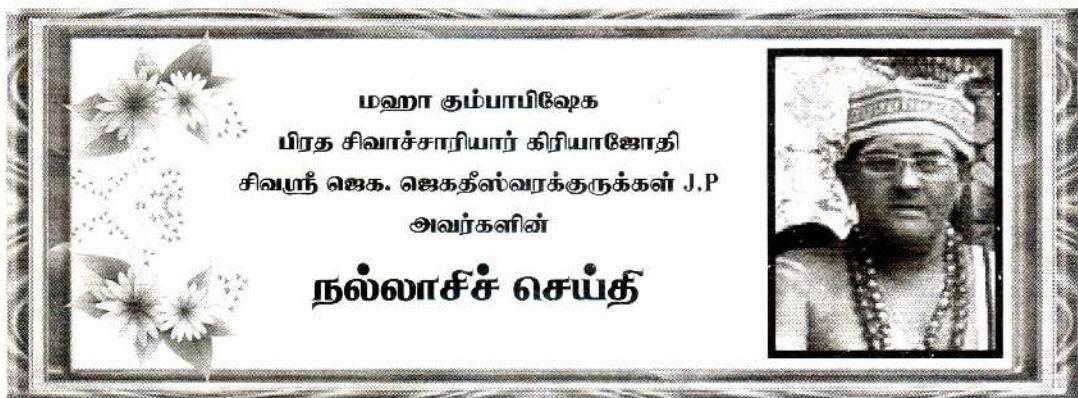 மஹா கும்பாபிஷேக
பிரத சிவாச்சாரியார் கிரியாஜோதி
சிவஸ்ரீ ஜெக. ஜெகதீஸ்வரக்குருக்கள் J.P
அவர்களின்
நல்லாசிச் செய்தி